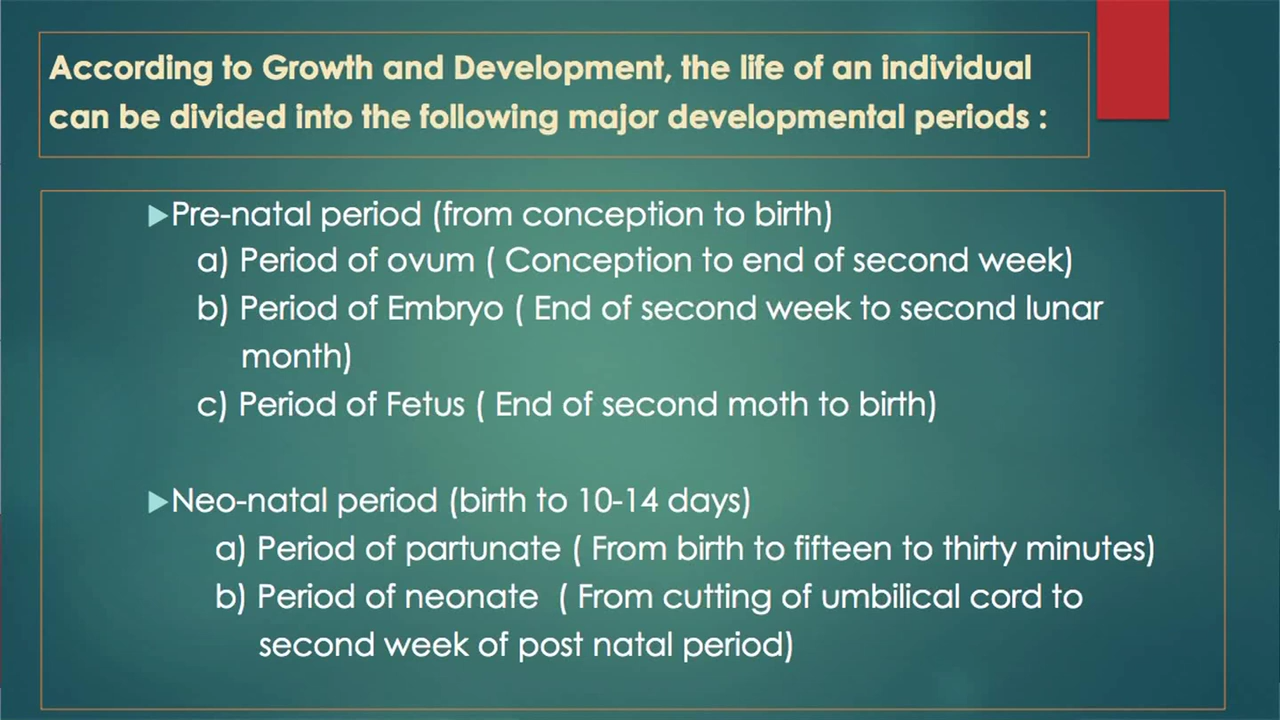 According to Growth and Development, the life of an individual
can be divided into the following major developmental periods :
▶Pre-natal period (from conception to birth)
a) Period of ovum ( Conception to end of second week)
b) Period of Embryo ( End of second week to second lunar
month)
c) Period of Fetus ( End of second moth to birth)
▶Neo-natal period (birth to 10-14 days)
a) Period of partunate ( From birth to fifteen to thirty minutes)
b) Period of neonate ( From cutting of umbilical cord to
second week of post natal period)